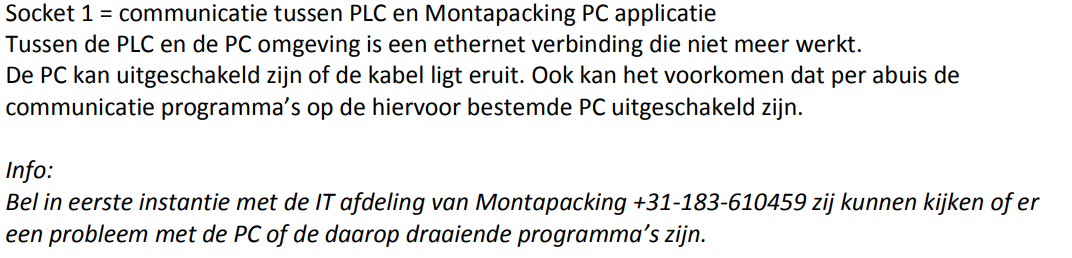 Socket 1 = communicatie tussen PLC en Montapacking PC applicatie
Tussen de PLC en de PC omgeving is een ethernet verbinding die niet meer werkt.
De PC kan uitgeschakeld zijn of de kabel ligt eruit. Ook kan het voorkomen dat per abuis de
communicatie programma’s op de hiervoor bestemde PC uitgeschakeld zijn.
Info:
Bel in eerste instantie met de IT afdeling van Montapacking +31-183-610459 zij kunnen kijken of er
een probleem met de PC of de daarop draaiende programma’s zijn.